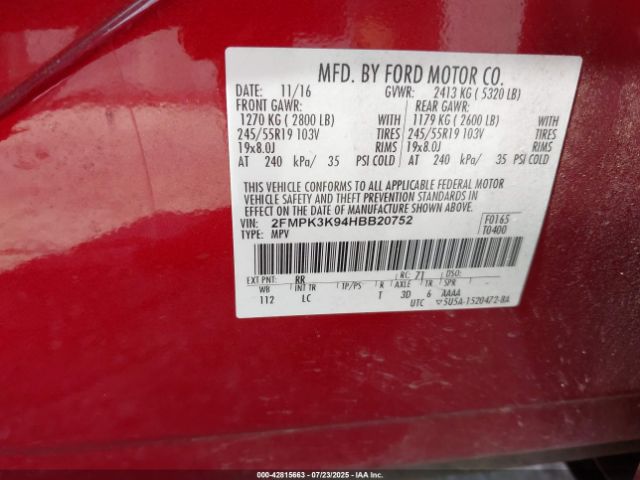 MFD. BY FORD MOTOR CO.
DATE: 11/16 GVWR: 2413 KG ( 5320 LB)
FRONT GAWR: REAR GAWR:
1270 KG ( 2800 LB) WITH 1179 KG ( 2600 LB) WITH
245/55R19 103V TIRES 245/55R19 103V TIRES
19x8.0J RIMS 19x8.0J RIMS
AT 240 kPa/ 35 PSI COLD AT 240 kPa/ 35 PSI COLD
THIS VEHICLE CONFORMS TO ALL APPLICABLE FEDERAL MOTOR
VEHICLE SAFETY AND THEFT PREVENTION STANDARDS IN
EFFECT ON THE DATE OF MANUFACTURE SHOWN ABOVE.
VIN: 2FMPK3K94HBB20752 F0165
TYPE: MPV T0400
EXT PNT: RR RC: 71 DSO:
WB INT TR TP/PS R AXLE TR SPR
112 LC T 3D 6 AAAA
UTC ▽5U5A-1520472-BA
000-42815663 07/23/2025 IAA Inc.